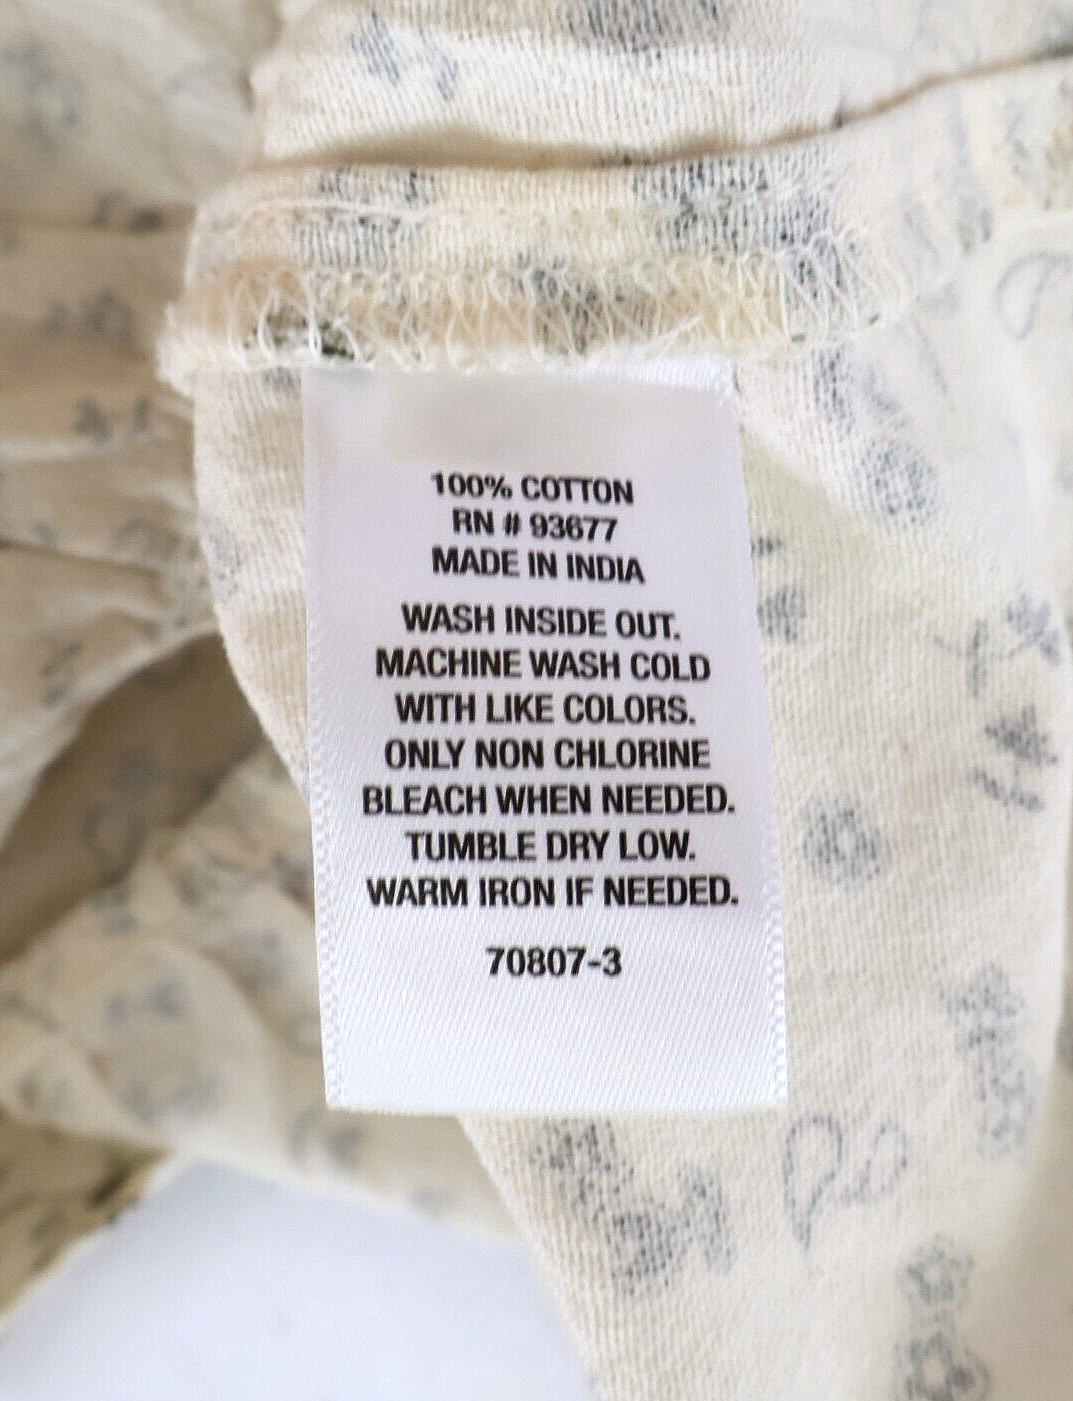 100% COTTON
RN # 93677
MADE IN INDIA
WASH INSIDE OUT.
MACHINE WASH COLD
WITH LIKE COLORS.
ONLY NON CHLORINE
BLEACH WHEN NEEDED.
TUMBLE DRY LOW.
WARM IRON IF NEEDED.
70807-3